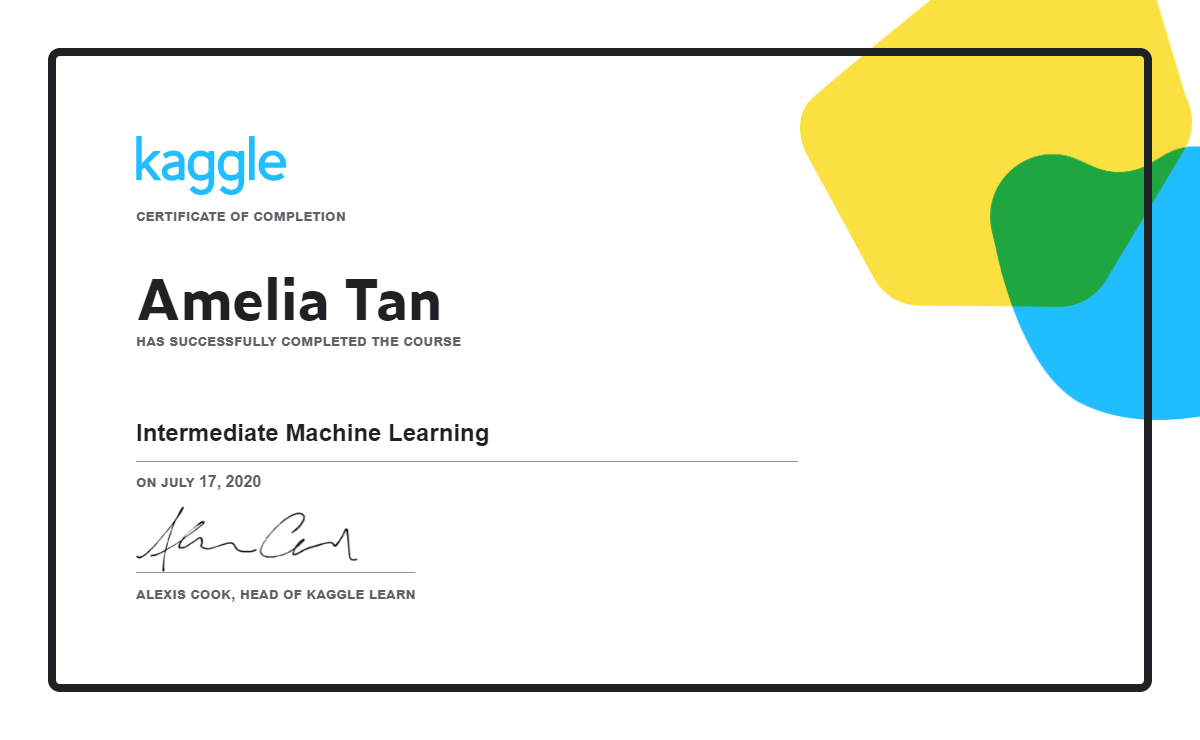 kaggle
CERTIFICATE OF COMPLETION
Amelia Tan
HAS SUCCESSFULLY COMPLETED THE COURSE
Intermediate Machine Learning
ON JULY 17, 2020
ALEXIS COOK, HEAD OF KAGGLE LEARN